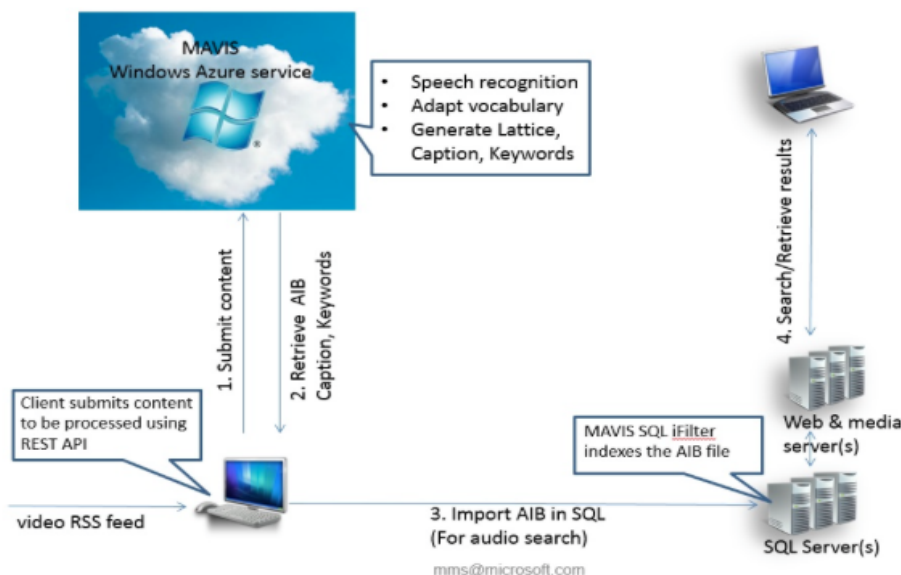 MAVIS
Windows Azure service
®
• Speech recognition
• Adapt vocabulary
• Generate Lattice,
Caption, Keywords
1. Submit content
2. Retrieve AIB
Caption, Keywords
4. Search/Retrieve results
Client submits content
to be processed using
REST API
video RSS feed
3. Import AIB in SQL
(For audio search)
MAVIS SQL iFilter
indexes the AIB file
Web & media
server(s)
SQL Server(s)
mms@microsoft.com